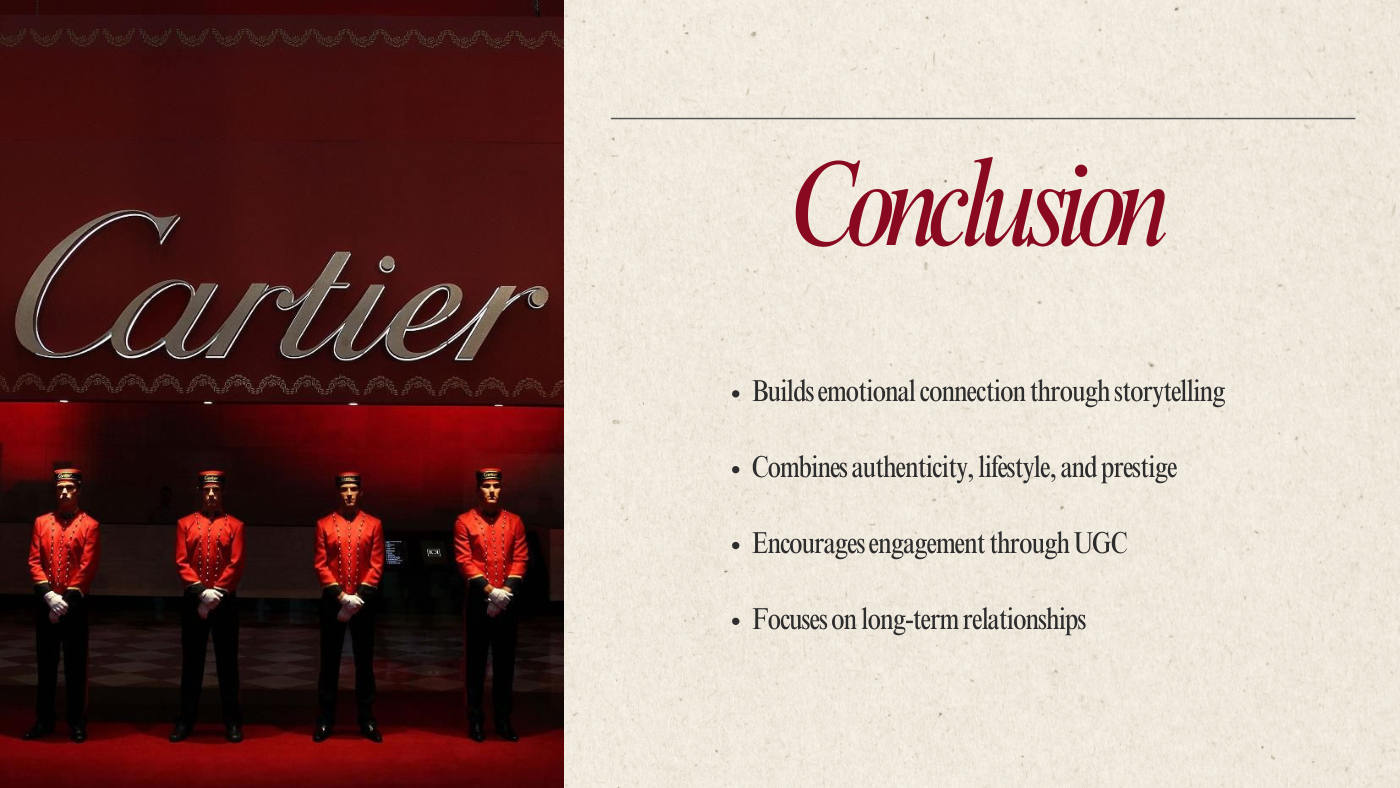 Cartier
Conclusion
• Builds emotional connection through storytelling
• Combines authenticity, lifestyle, and prestige
• Encourages engagement through UGC
• Focuses on long-term relationships